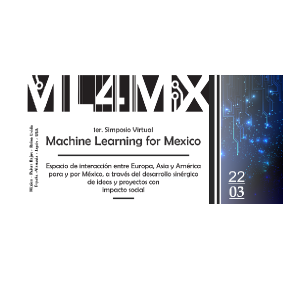 ML4MX
1er. Simposio Virtual
Machine Learning for Mexico
Espacio de interacción entre Europa, Asia y América
para y por México, a través del desarrollo sinérgico
de ideas y proyectos con
impacto social
22
03